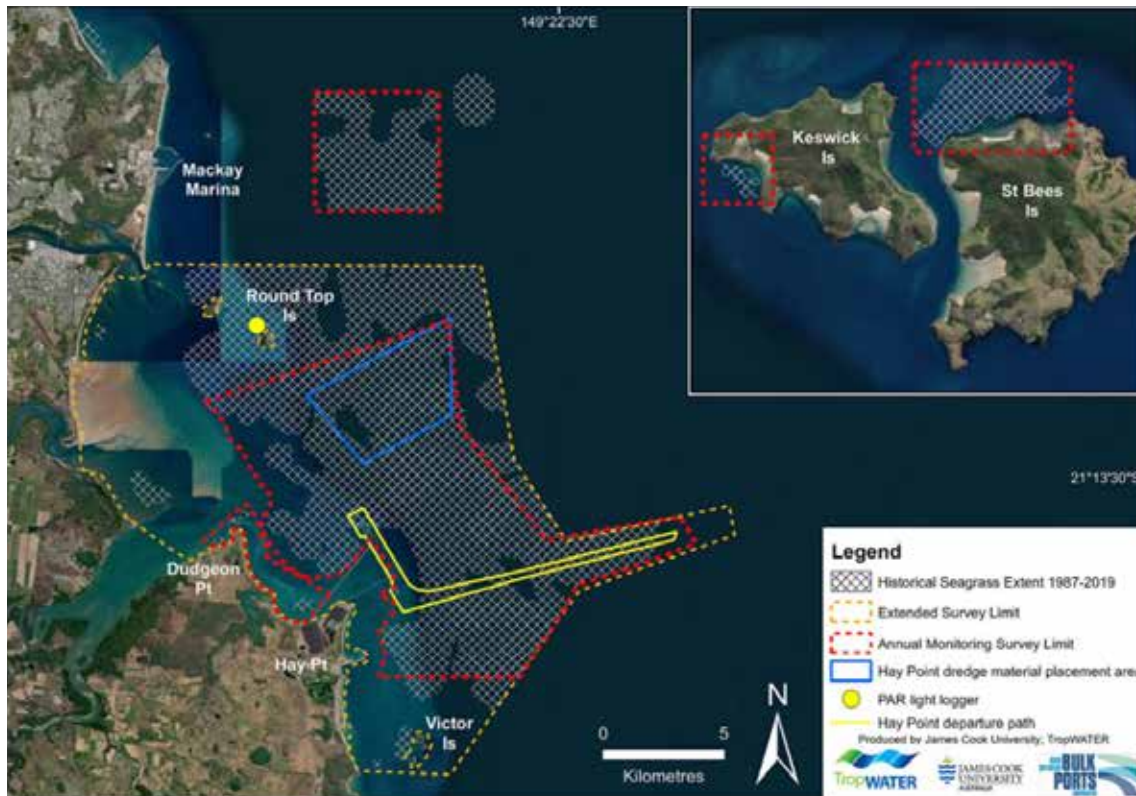 149°22'30"E
Mackay
Marina
Keswick
Is
St Bees
Is
Round Top
Is
21°13'30"S
Dudgeon
Pt
Hay Pt
Victor
Is
0 5
Kilometres
N
Legend
Historical Seagrass Extent 1987-2019
Extended Survey Limit
Annual Monitoring Survey Limit
Hay Point dredge material placement area
PAR light logger
Hay Point departure path
Produced by James Cook University, TropWATER
TropWATER
JAMES COOK
UNIVERSITY
AUSTRALIA
BULK
PORTS